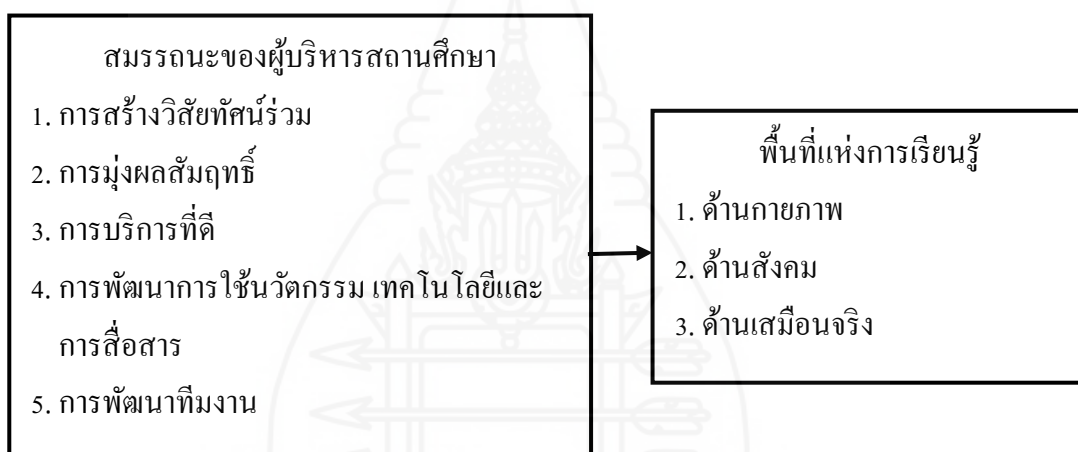 สมรรถนะของผู้บริหารสถานศึกษา
1. การสร้างวิสัยทัศน์ร่วม
2. การมุ่งผลสัมฤทธิ์
3. การบริการที่ดี
4. การพัฒนาการใช้นวัตกรรม เทคโนโลยีและ
การสื่อสาร
5. การพัฒนาทีมงาน
พื้นที่แห่งการเรียนรู้
1. ด้านกายภาพ
2. ด้านสังคม
3. ด้านเสมือนจริง